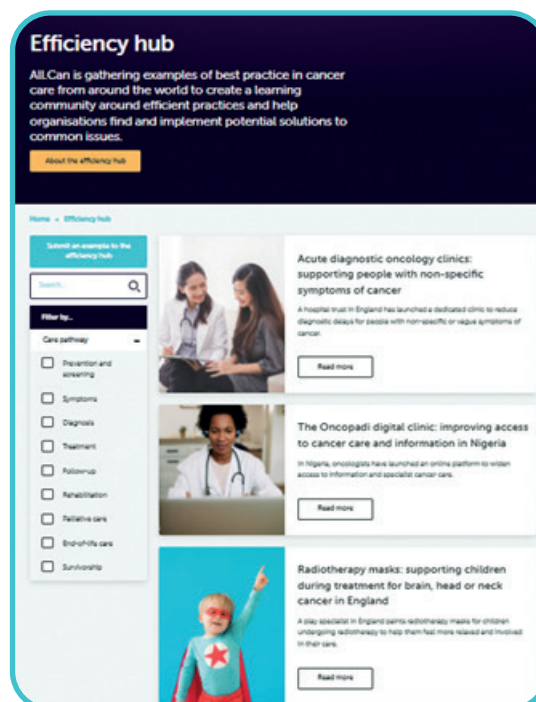 Efficiency hub
All.Can is gathering examples of best practice in cancer
care from around the world to create a learning
community around efficient practices and help
organisations find and implement potential solutions to
common issues.
About the efficiency hub
Home
Efficiency hub
Submit an example to the
efficiency hub
Search...
Filter by...
Care pathway
Prevention and
screening
Symptoms
Diagnosis
Treatment
Follow-up
Rehabilitation
Palliative care
End-of-life care
Survivorship
Acute diagnostic oncology clinics:
supporting people with non-specific
symptoms of cancer
A hospital trust in England has launched a dedicated clinic to reduce
diagnostic delays for people with non-specific or vague symptoms of
cancer.
Read more
The Oncopadi digital clinic: improving access
to cancer care and information in Nigeria
In Nigeria, oncologists have launched an online platform to widen
access to information and specialist cancer care.
Read more
Radiotherapy masks: supporting children
during treatment for brain, head or neck
cancer in England
A play specialist in England paints radiotherapy masks for children
undergoing radiotherapy to help them feel more relaxed and involved
in their care.
Read more